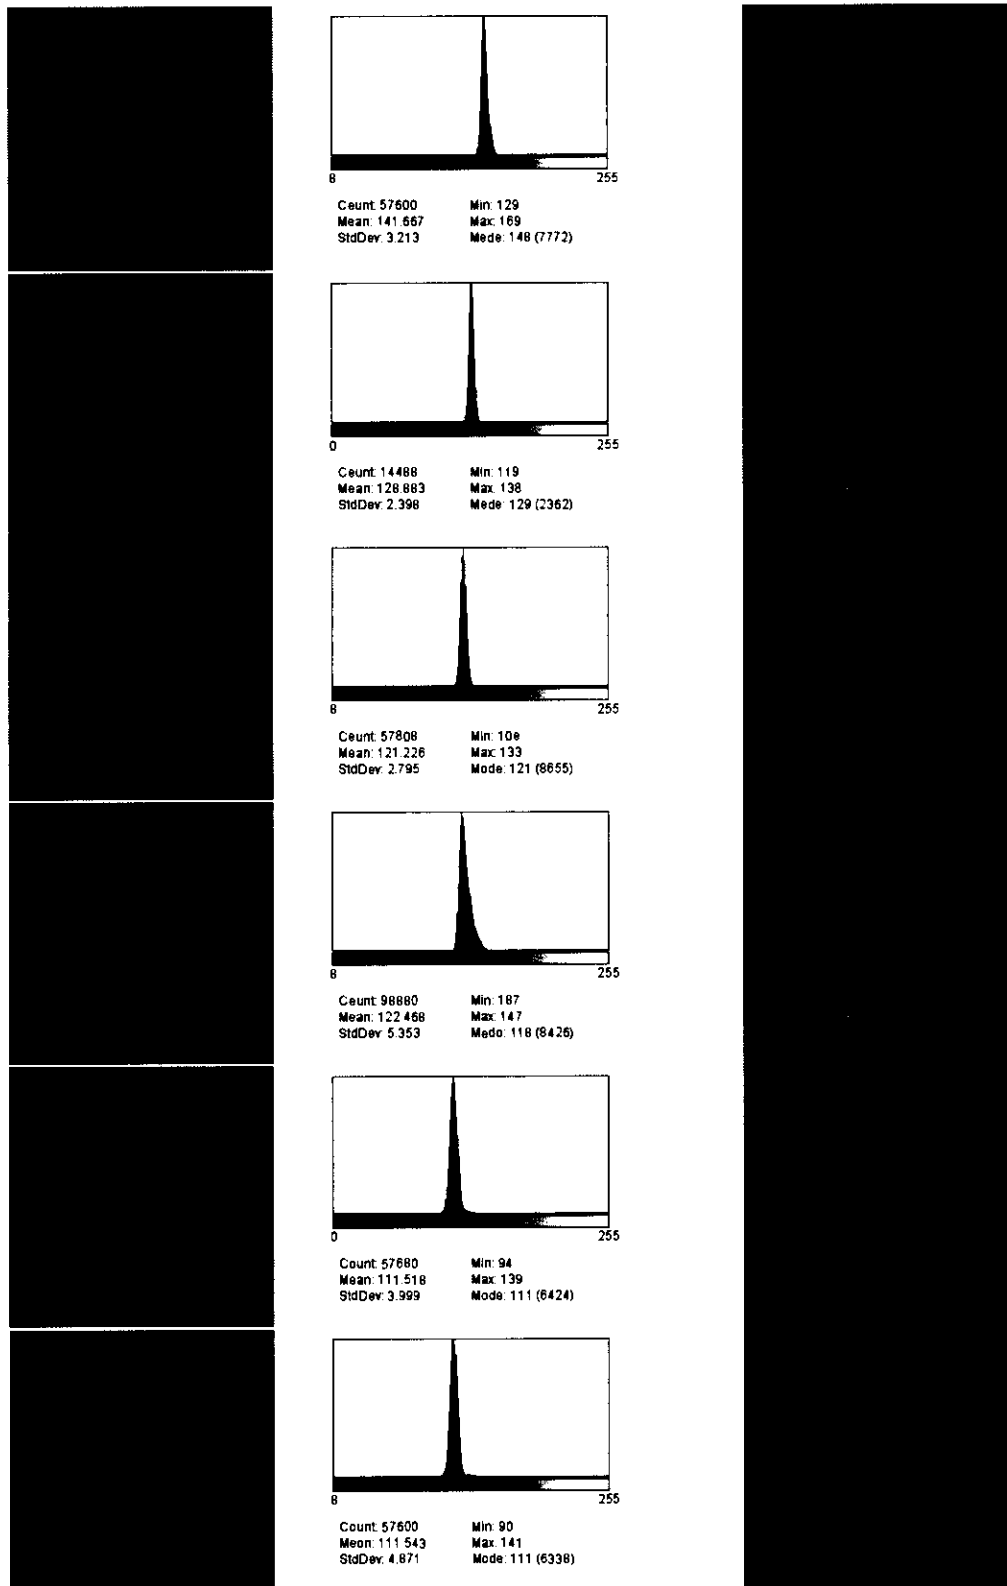 8 255
Ceunt: 57600 Min: 129
Mean: 141.667 Max: 169
StdDev: 3.213 Mede: 148 (7772)
0 255
Ceunt: 14488 Min: 119
Mean: 128.883 Max: 138
StdDev: 2.398 Mede: 129 (2362)
8 255
Ceunt: 57808 Min: 10e
Mean: 121.226 Max: 133
StdDev: 2.795 Mode: 121 (8655)
8 255
Ceunt: 98880 Min: 187
Mean: 122.468 Max: 147
StdDev: 5.353 Medo: 118 (8426)
0 255
Count: 57680 Min: 94
Mean: 111.518 Max: 139
StdDev: 3.999 Mode: 111 (6424)
8 255
Count: 57600 Min: 90
Meon: 111.543 Max: 141
StdDev: 4.871 Mode: 111 (6338)